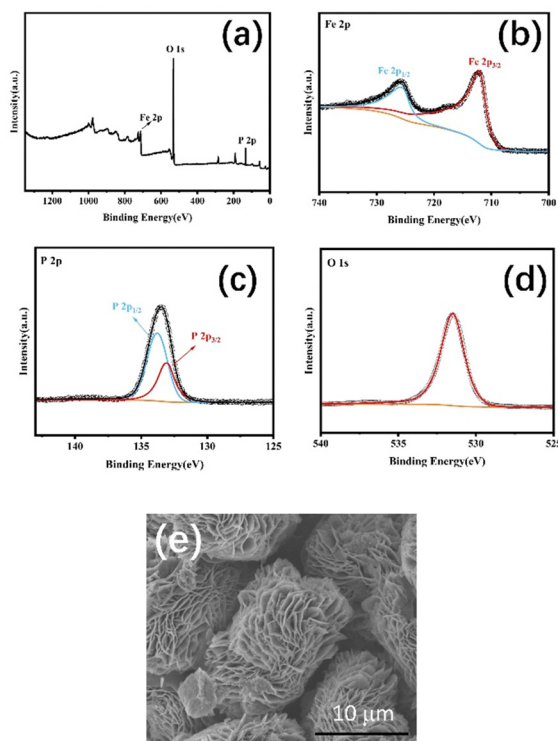 (a)
O 1s
Fe 2p
P 2p
Intensity(a.u.)
1200 1000 800 600 400 200 0
Binding Energy(eV)
(b)
Fe 2p
Fe 2p1/2
Fe 2p3/2
Intensity(a.u.)
740 730 720 710 700
Binding Energy(eV)
(c)
P 2p
P 2p1/2
P 2p3/2
Intensity(a.u.)
140 135 130 125
Binding Energy(eV)
(d)
O 1s
Intensity(a.u.)
540 535 530 525
Binding Energy(eV)
(e)
10 μm